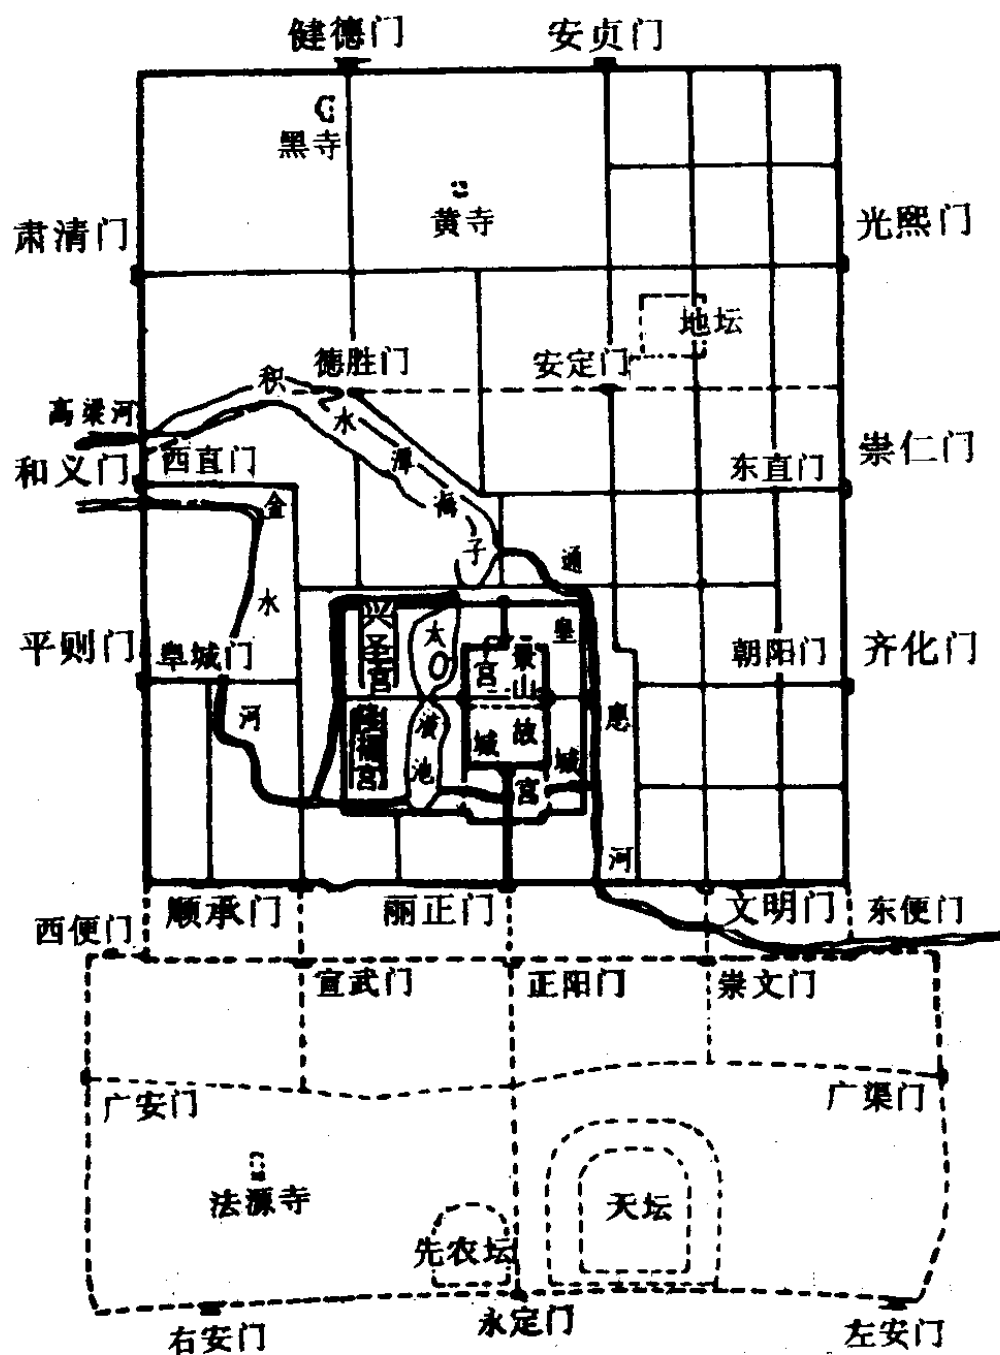 健德门
安贞门
黑寺
黄寺
肃清门
光熙门
地坛
德胜门
安定门
积水潭
海子
高梁河
和义门
西直门
东直门
崇仁门
金水河
通惠河
兴圣宫
太液池
皇城
宫城
景山
故宫
隆福宫
平则门
阜城门
朝阳门
齐化门
顺承门
丽正门
文明门
西便门
东便门
宣武门
正阳门
崇文门
广安门
广渠门
法源寺
先农坛
天坛
右安门
永定门
左安门